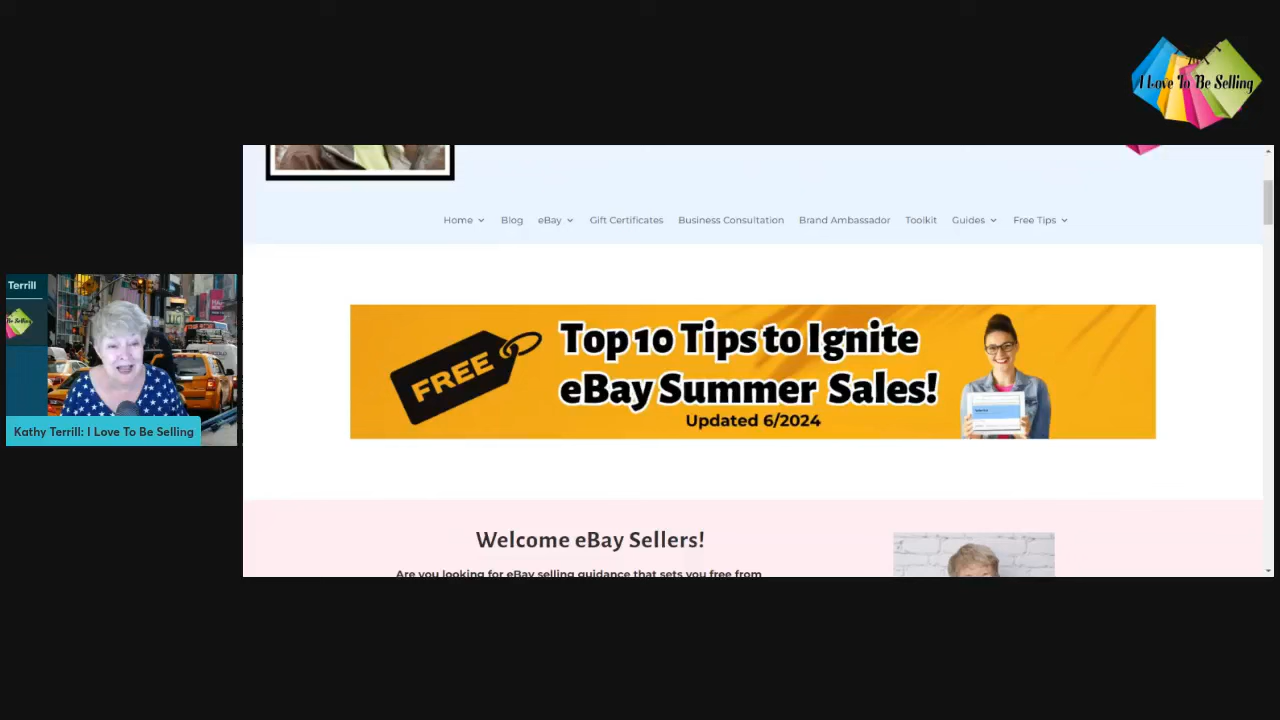 I Love To Be Selling
Home Blog eBay Gift Certificates Business Consultation Brand Ambassador Toolkit Guides Free Tips
Terrill
Be Selling
FREE
Top 10 Tips to Ignite
eBay Summer Sales!
Updated 6/2024
Kathy Terrill: I Love To Be Selling
Welcome eBay Sellers!
Are you looking for eBay selling guidance that sets you free from